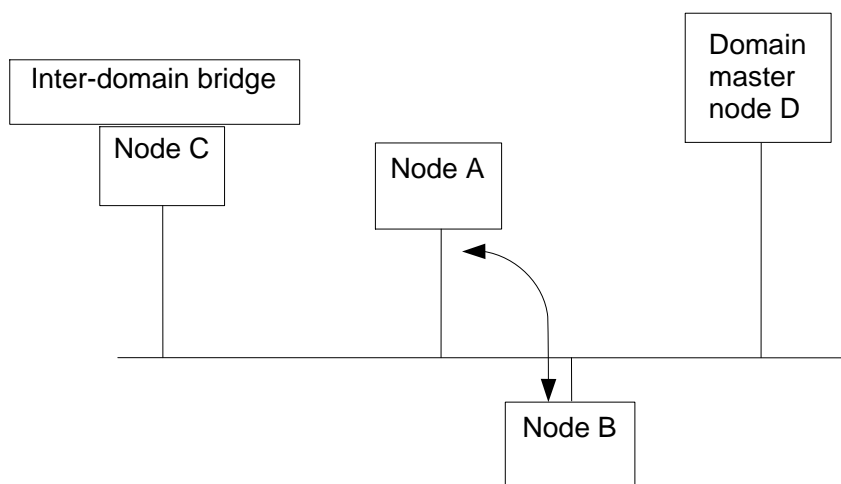 Inter-domain bridge
Node C
Node A
Domain
master
node D
Node B